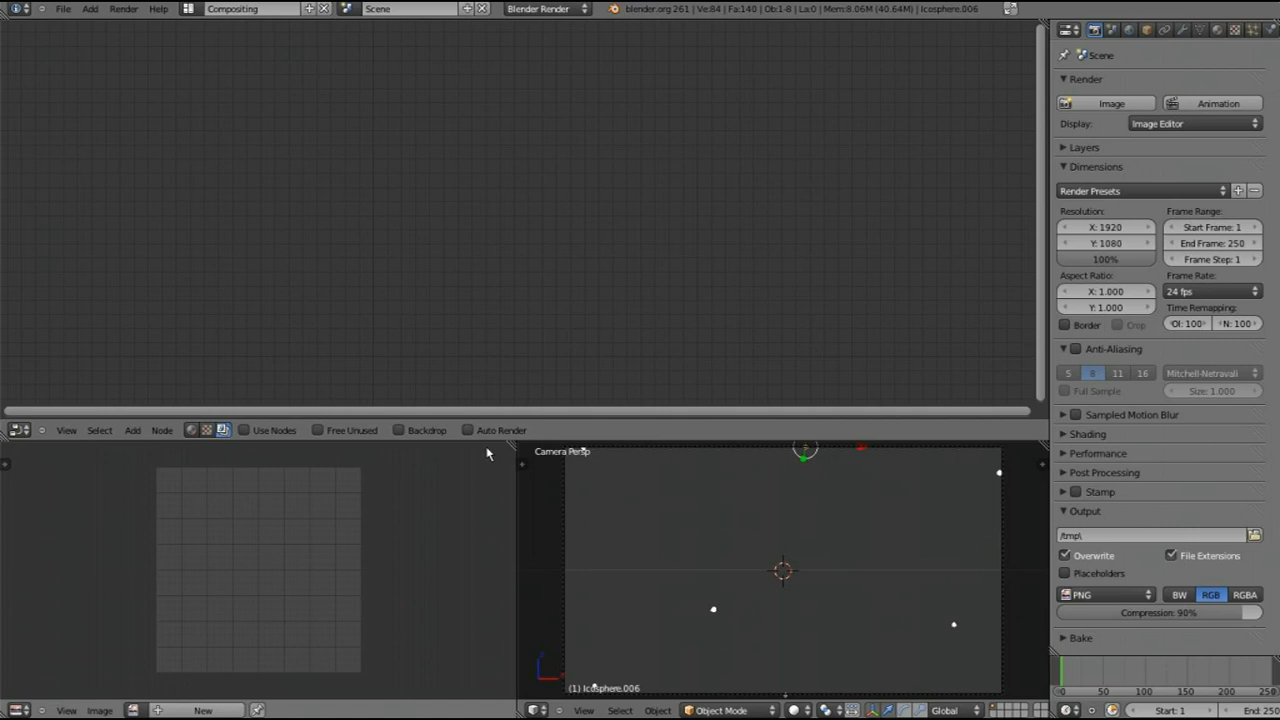 File Add Render Help Compositing Scene Blender Render blender.org 261 | Ve:84 | Fa:140 | Ob:1-8 | La:0 | Mem:8.06M (40.64M) | Icosphere.006
Scene
Render
Image Animation
Display: Image Editor
Layers
Dimensions
Render Presets
Resolution: Frame Range:
X: 1920 Start Frame: 1
Y: 1080 End Frame: 250
100% Frame Step: 1
Aspect Ratio: Frame Rate:
X: 1.000 24 fps
Y: 1.000 Time Remapping:
Border Crop OI: 100 N: 100
Anti-Aliasing
5 8 11 16 Mitchell-Netravali
Full Sample Size: 1.000
Sampled Motion Blur
Shading
Performance
Post Processing
Stamp
Output
/tmp\
Overwrite File Extensions
Placeholders
PNG BW RGB RGBA
Compression: 90%
Bake
View Select Add Node Use Nodes Free Unused Backdrop Auto Render
Camera Persp
(1) Icosphere.006
0 50 100 150 200 250
View Image New
View Select Object Object Mode Global
Start: 1 End: 250